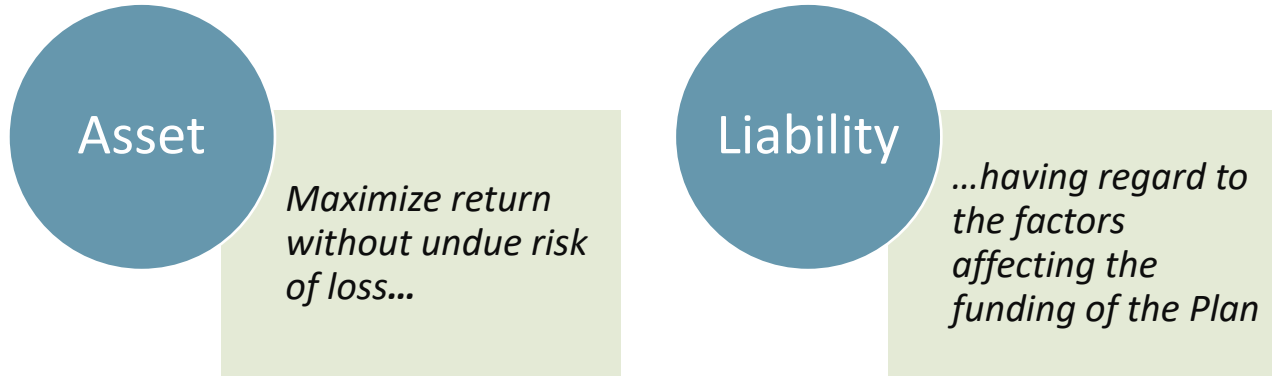 Asset
Maximize return
without undue risk
of loss...
Liability
...having regard to
the factors
affecting the
funding of the Plan